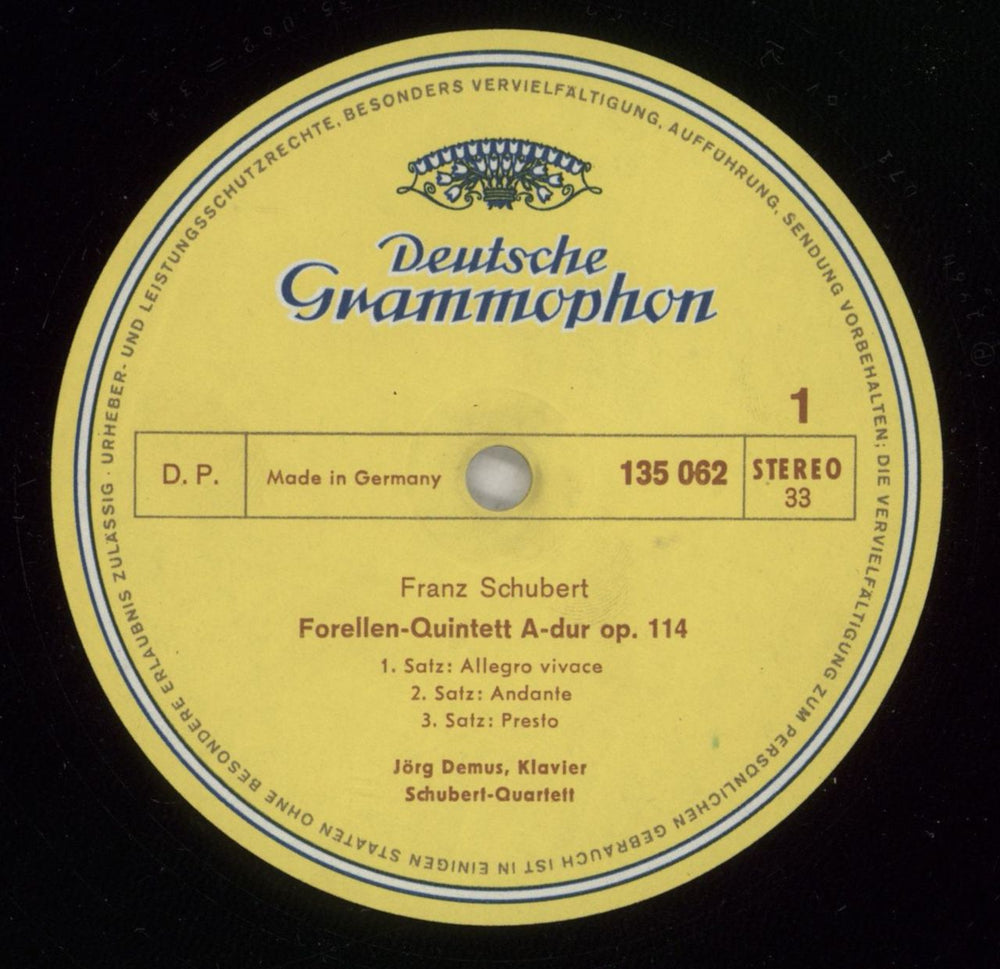 URHEBER- UND LEISTUNGSSCHUTZRECHTE, BESONDERS VERVIELFÄLTIGUNG, AUFFÜHRUNG, SENDUNG VORBEHALTEN; DIE VERVIELFÄLTIGUNG ZUM PERSÖNLICHEN GEBRAUCH IST IN EINIGEN STAATEN OHNE BESONDERE ERLAUBNIS ZULÄSSIG ·
Deutsche
Grammophon
1
D. P. Made in Germany 135 062 STEREO
33
Franz Schubert
Forellen-Quintett A-dur op. 114
1. Satz: Allegro vivace
2. Satz: Andante
3. Satz: Presto
Jörg Demus, Klavier
Schubert-Quartett